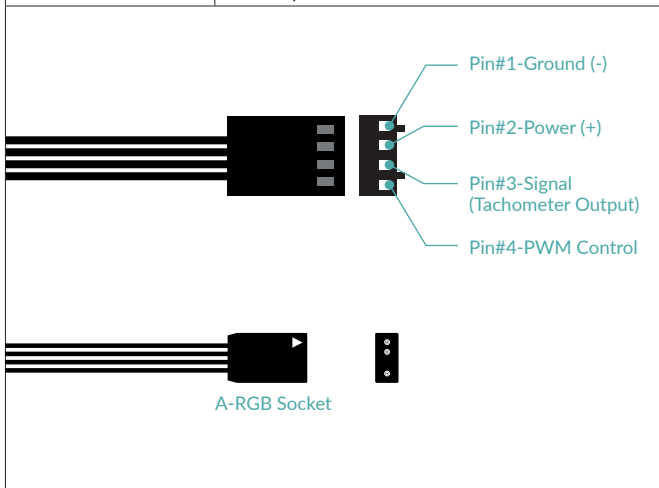 Pin#1-Ground (-)
Pin#2-Power (+)
Pin#3-Signal
(Tachometer Output)
Pin#4-PWM Control
A-RGB Socket